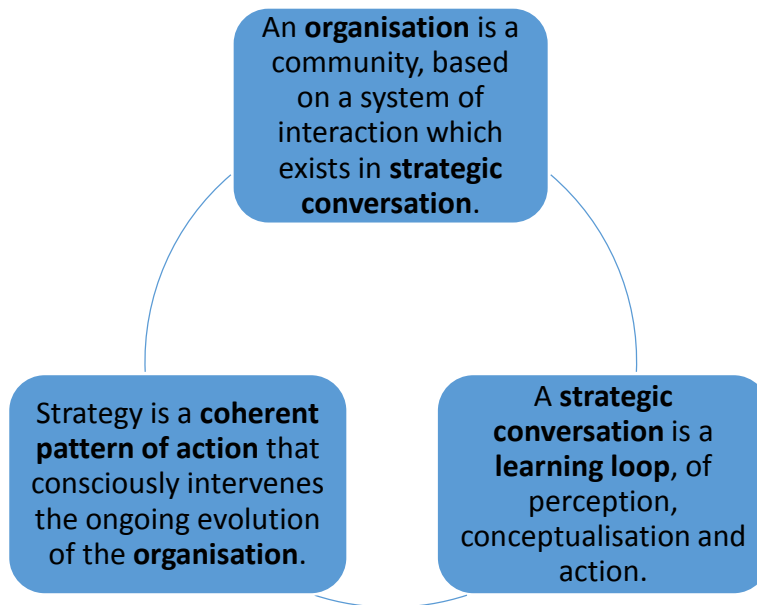 An organisation is a
community, based
on a system of
interaction which
exists in strategic
conversation.
A strategic
conversation is a
learning loop, of
perception,
conceptualisation and
action.
Strategy is a coherent
pattern of action that
consciously intervenes
the ongoing evolution
of the organisation.